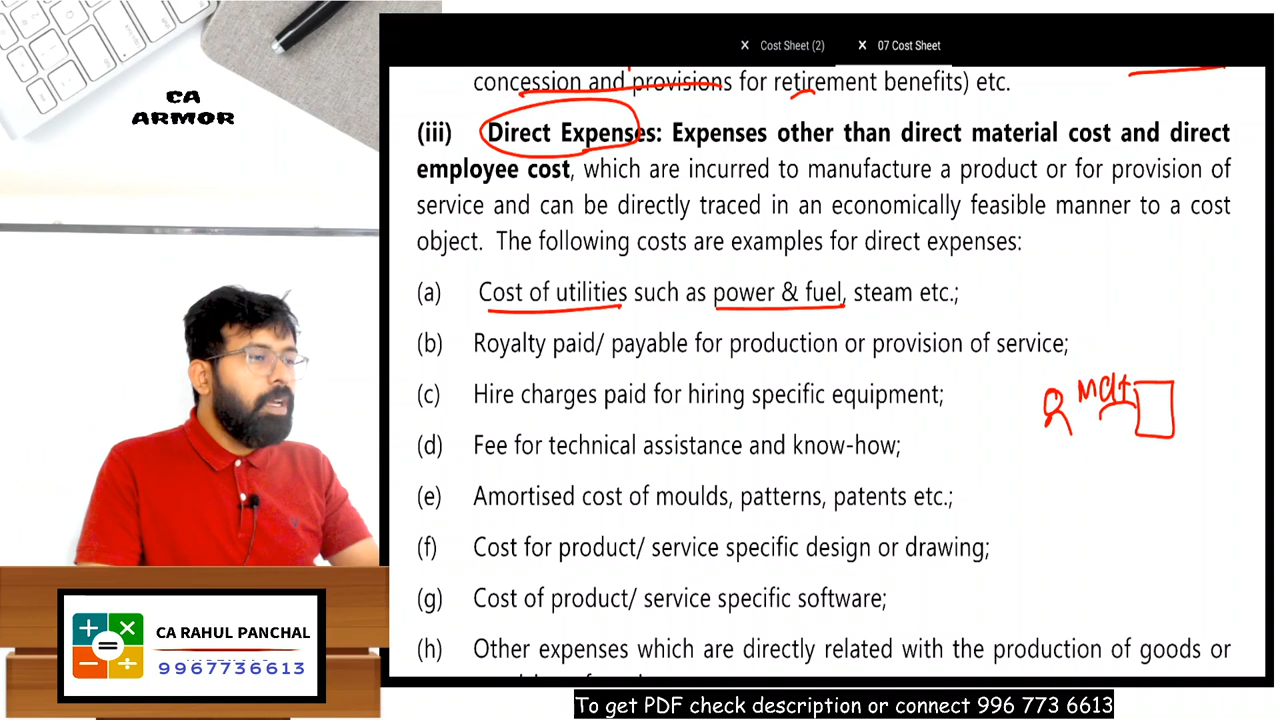 Cost Sheet (2)
07 Cost Sheet
CA
ARMOR
concession and provisions for retirement benefits) etc.
(iii) Direct Expenses: Expenses other than direct material cost and direct
employee cost, which are incurred to manufacture a product or for provision of
service and can be directly traced in an economically feasible manner to a cost
object. The following costs are examples for direct expenses:
(a) Cost of utilities such as power & fuel, steam etc.;
(b) Royalty paid/ payable for production or provision of service;
(c) Hire charges paid for hiring specific equipment;
Mat
(d) Fee for technical assistance and know-how;
(e) Amortised cost of moulds, patterns, patents etc.;
(f) Cost for product/ service specific design or drawing;
(g) Cost of product/ service specific software;
(h) Other expenses which are directly related with the production of goods or
CA RAHUL PANCHAL
9967736613
To get PDF check description or connect 996 773 6613